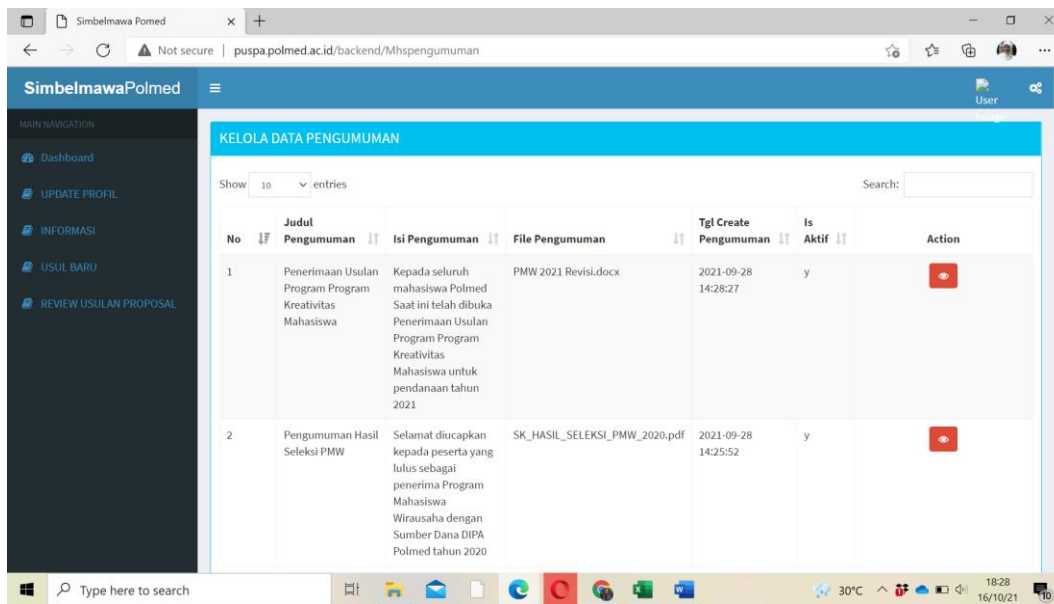 Simbelmawa Pomed
Not secure | puspa.polmed.ac.id/backend/Mhspengumuman
SimbelmawaPolmed
User
Image
MAIN NAVIGATION
Dashboard
UPDATE PROFIL
INFORMASI
USUL BARU
REVIEW USULAN PROPOSAL
KELOLA DATA PENGUMUMAN
Show 10 entries
Search:
No
Judul
Pengumuman
Isi Pengumuman
File Pengumuman
Tgl Create
Pengumuman
Is
Aktif
Action
1
Penerimaan Usulan
Program Program
Kreativitas
Mahasiswa
Kepada seluruh
mahasiswa Polmed
Saat ini telah dibuka
Penerimaan Usulan
Program Program
Kreativitas
Mahasiswa untuk
pendanaan tahun
2021
PMW 2021 Revisi.docx
2021-09-28
14:28:27
y
2
Pengumuman Hasil
Seleksi PMW
Selamat diucapkan
kepada peserta yang
lulus sebagai
penerima Program
Mahasiswa
Wirausaha dengan
Sumber Dana DIPA
Polmed tahun 2020
SK_HASIL_SELEKSI_PMW_2020.pdf
2021-09-28
14:25:52
y
Type here to search
30°C
18:28
16/10/21
10